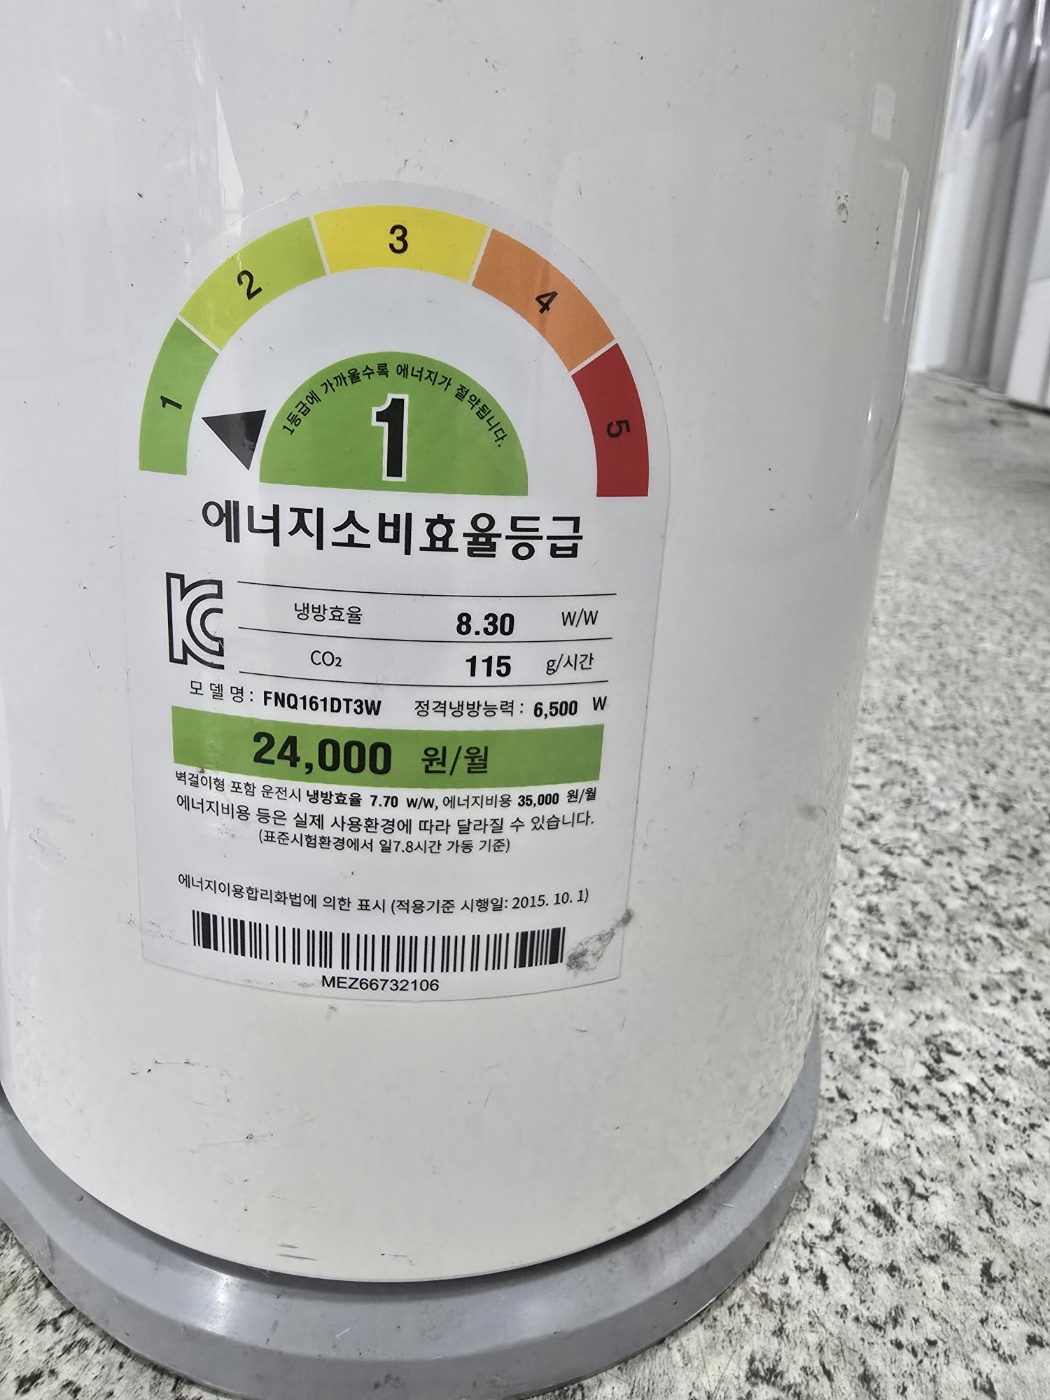 1 2 3 4 5
1등급에 가까울수록 에너지가 절약됩니다.
1
에너지소비효율등급
냉방효율 8.30 W/W
CO₂ 115 g/시간
모 델 명 : FNQ161DT3W 정격냉방능력 : 6,500 W
24,000 원/월
벽걸이형 포함 운전시 냉방효율 7.70 W/W, 에너지비용 35,000 원/월
에너지비용 등은 실제 사용환경에 따라 달라질 수 있습니다.
(표준시험환경에서 일7.8시간 가동 기준)
에너지이용합리화법에 의한 표시 (적용기준 시행일: 2015. 10. 1)
MEZ66732106